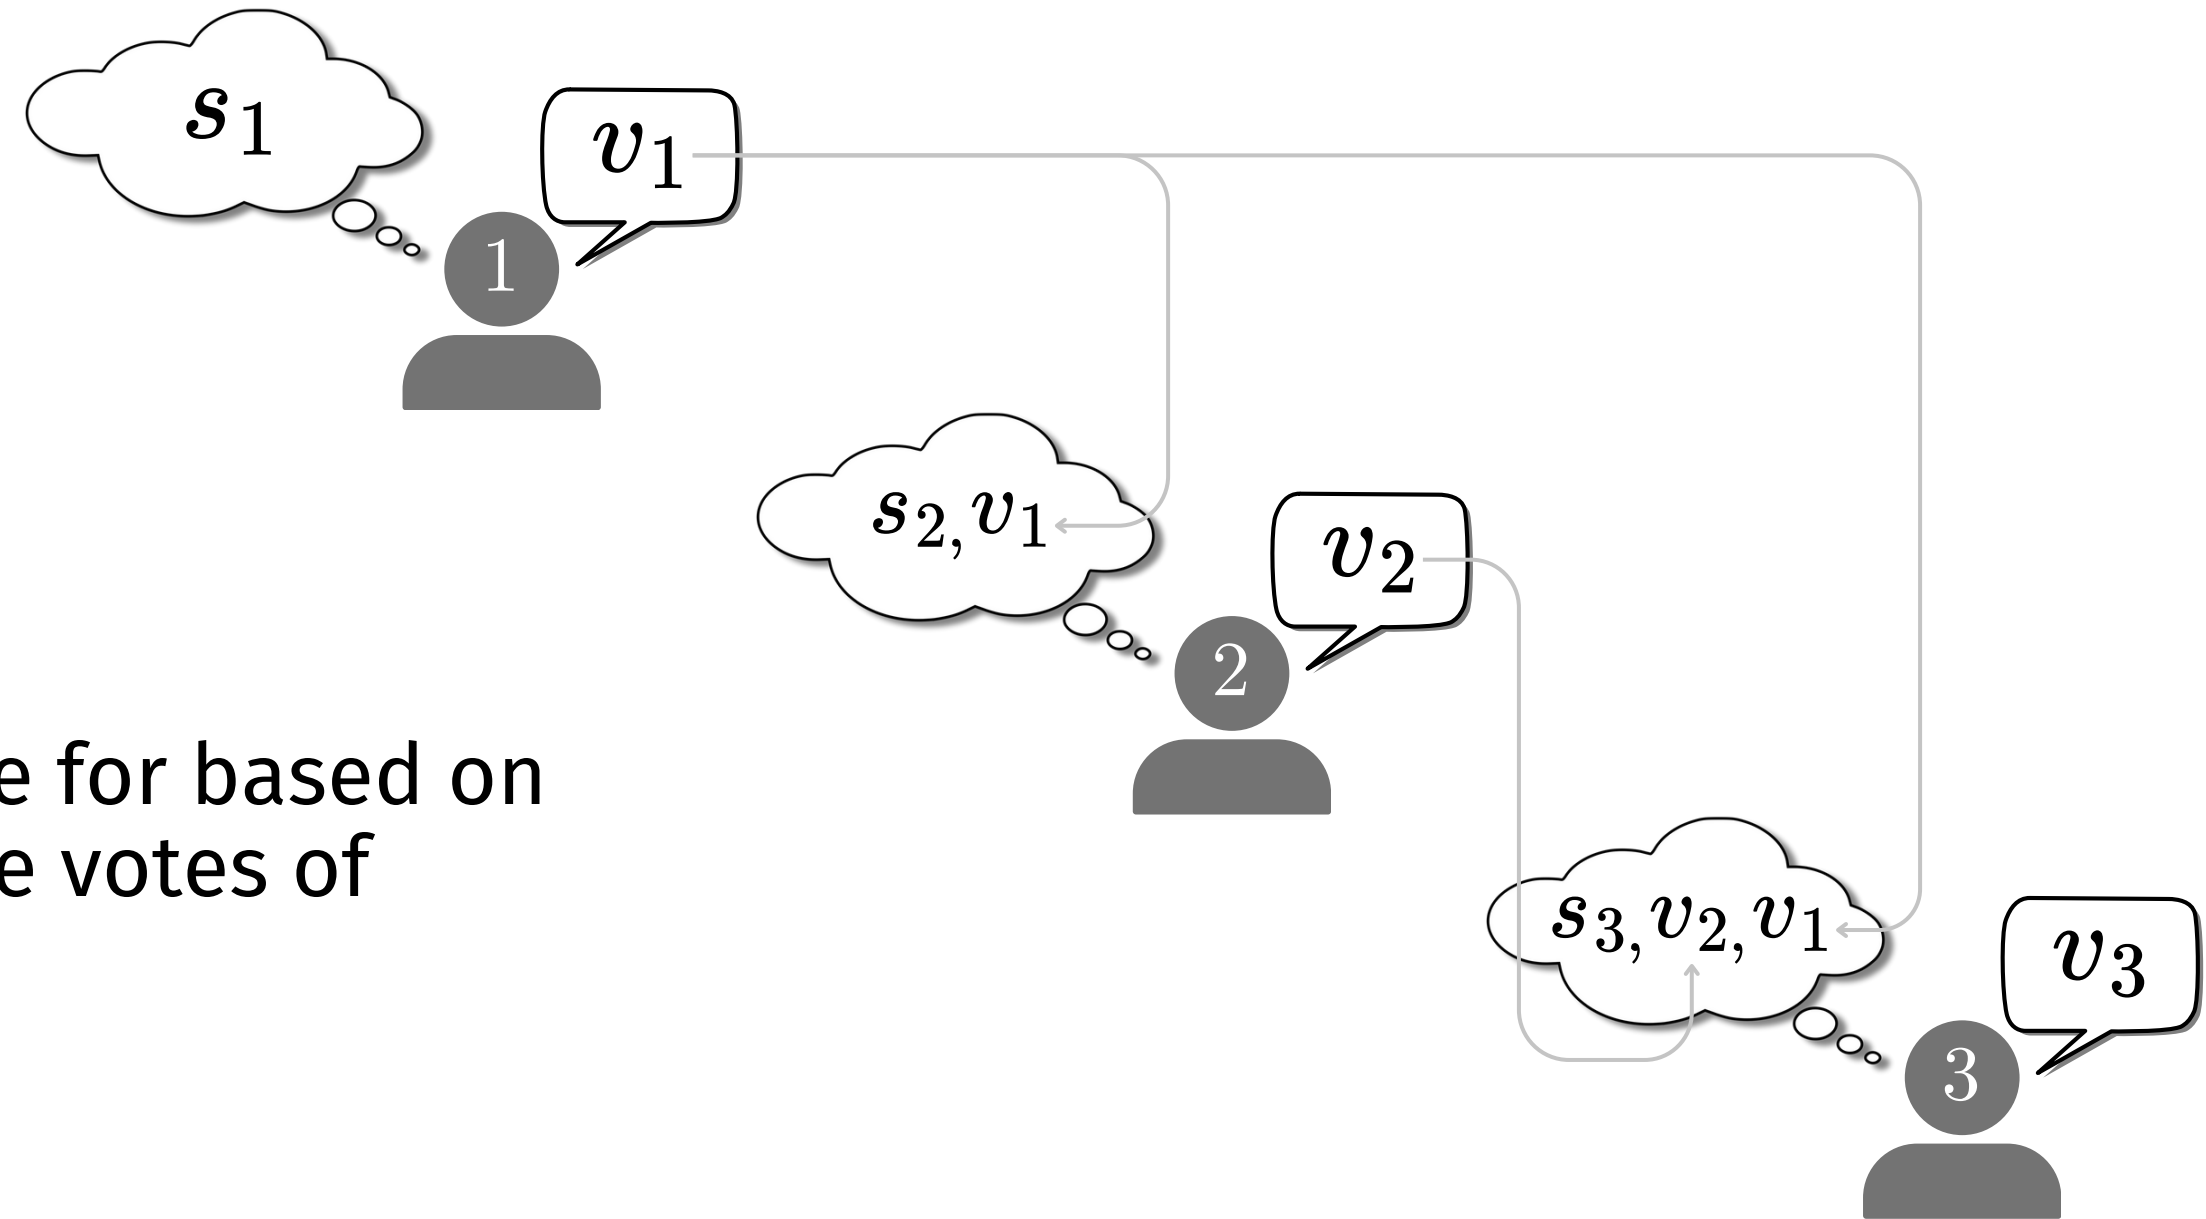 s₁
v₁
1
s₂,v₁
v₂
2
e for based on
e votes of
s₃,v₂,v₁
v₃
3